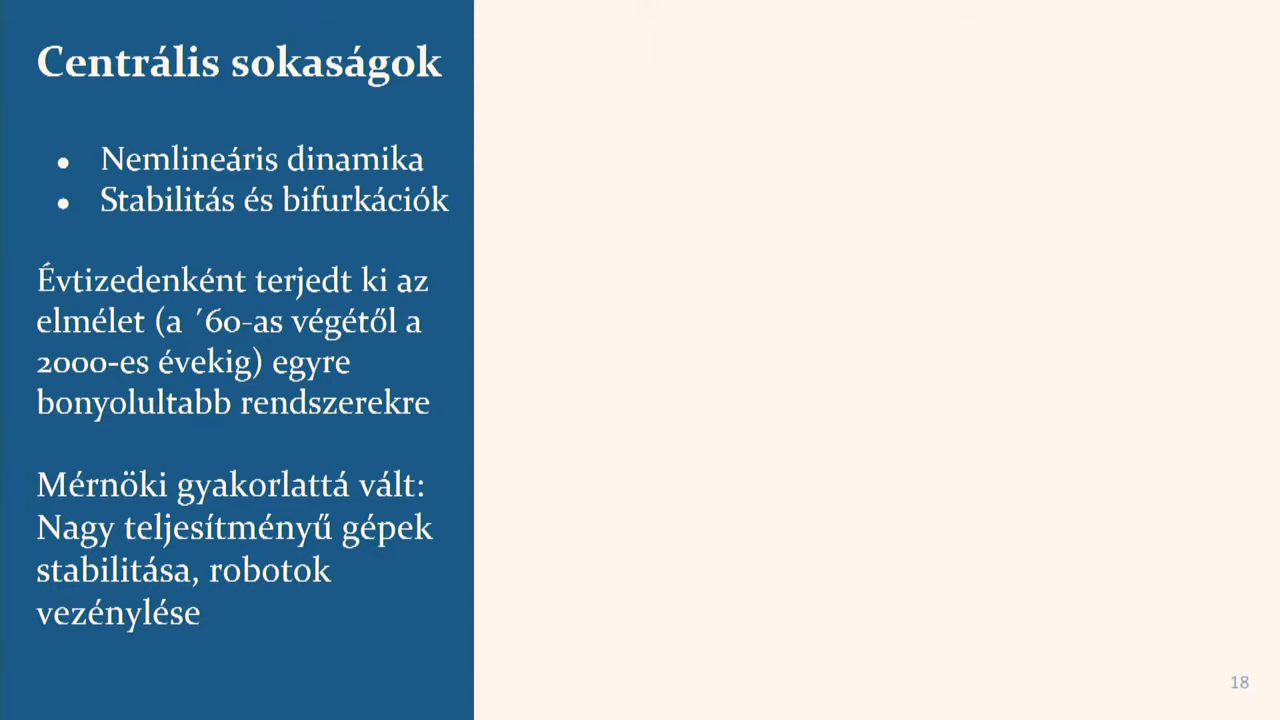 Centrális sokaságok
● Nemlineáris dinamika
● Stabilitás és bifurkációk
Évtizedenként terjedt ki az
elmélet (a ´60-as végétől a
2000-es évekig) egyre
bonyolultabb rendszerekre
Mérnöki gyakorlattá vált:
Nagy teljesítményű gépek
stabilitása, robotok
vezénylése
18